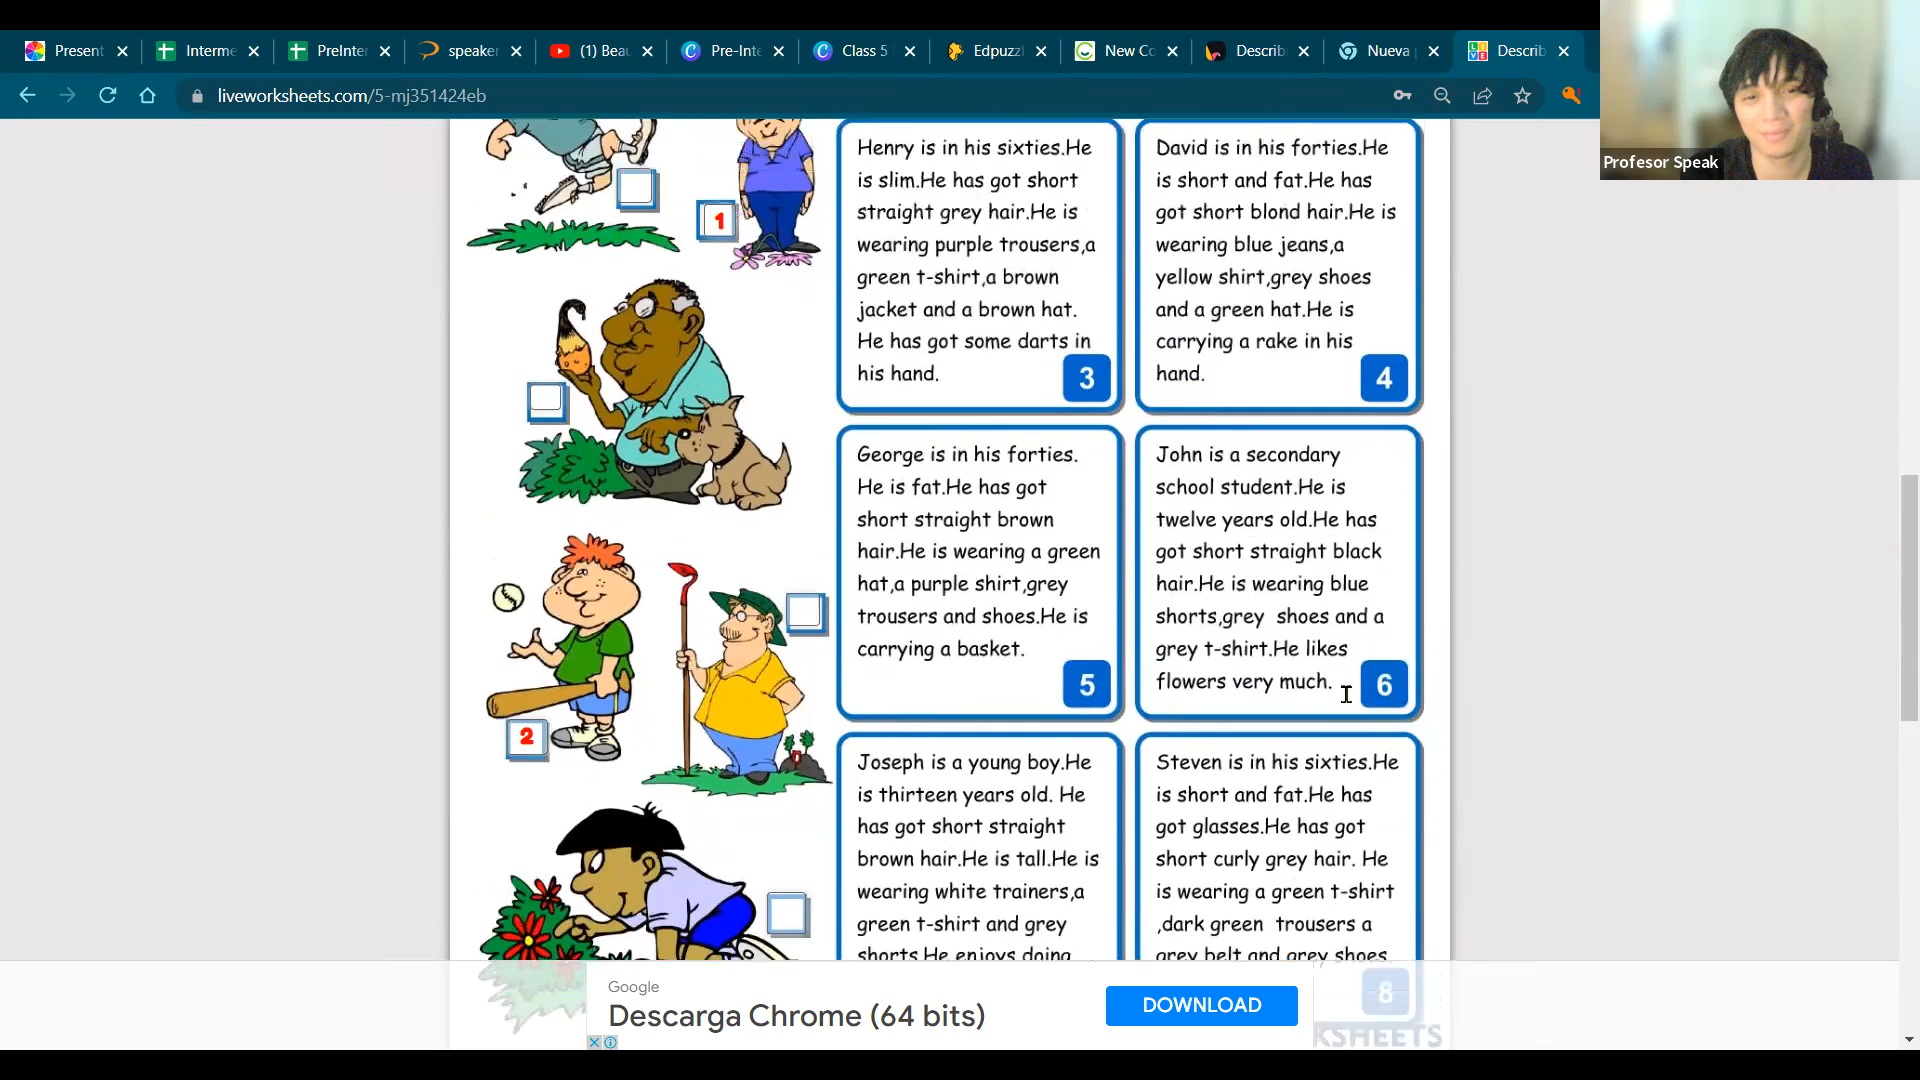 Present
Interme
PreInter
speaker
(1) Beau
Pre-Inte
Class 5
Edpuzzl
New Co
Describ
Nueva
Describ
liveworksheets.com/5-mj351424eb
Profesor Speak
1
2
Henry is in his sixties.He
is slim.He has got short
straight grey hair.He is
wearing purple trousers,a
green t-shirt,a brown
jacket and a brown hat.
He has got some darts in
his hand.
3
David is in his forties.He
is short and fat.He has
got short blond hair.He is
wearing blue jeans,a
yellow shirt,grey shoes
and a green hat.He is
carrying a rake in his
hand.
4
George is in his forties.
He is fat.He has got
short straight brown
hair.He is wearing a green
hat,a purple shirt,grey
trousers and shoes.He is
carrying a basket.
5
John is a secondary
school student.He is
twelve years old.He has
got short straight black
hair.He is wearing blue
shorts,grey shoes and a
grey t-shirt.He likes
flowers very much.
6
Joseph is a young boy.He
is thirteen years old. He
has got short straight
brown hair.He is tall.He is
wearing white trainers,a
green t-shirt and grey
shorts.He enjoys doing
Steven is in his sixties.He
is short and fat.He has
got glasses.He has got
short curly grey hair. He
is wearing a green t-shirt
,dark green trousers a
grey belt and grey shoes.
8
Google
Descarga Chrome (64 bits)
DOWNLOAD
KSHEETS